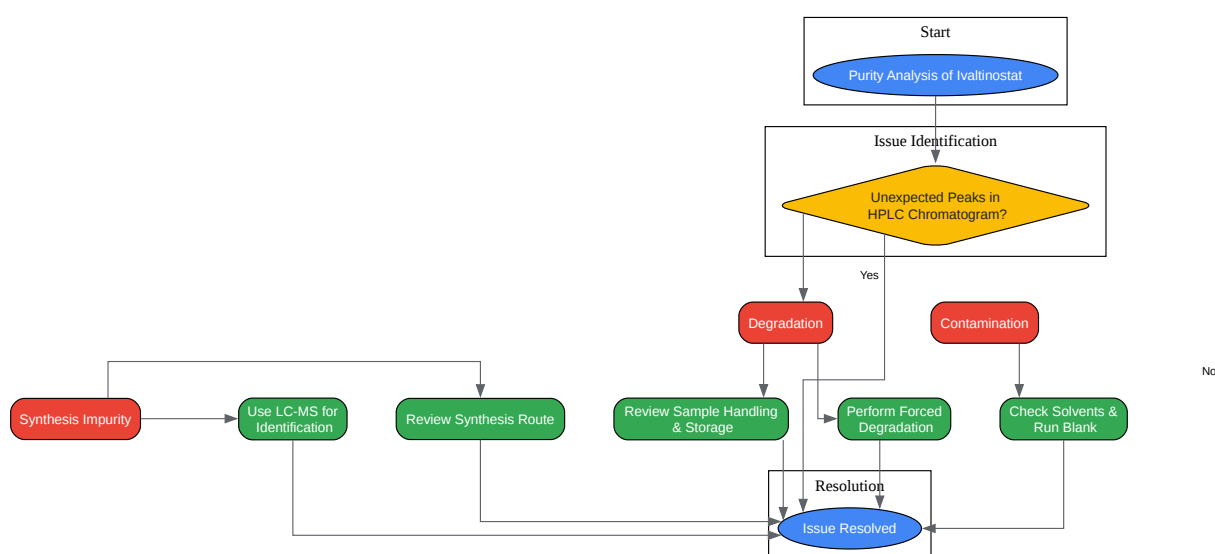 Start
Purity Analysis of Ivaltinostat
Issue Identification
Unexpected Peaks in
HPLC Chromatogram?
Yes
Degradation
Contamination
No
Synthesis Impurity
Use LC-MS for
Identification
Review Synthesis Route
Review Sample Handling
& Storage
Perform Forced
Degradation
Check Solvents &
Run Blank
Resolution
Issue Resolved